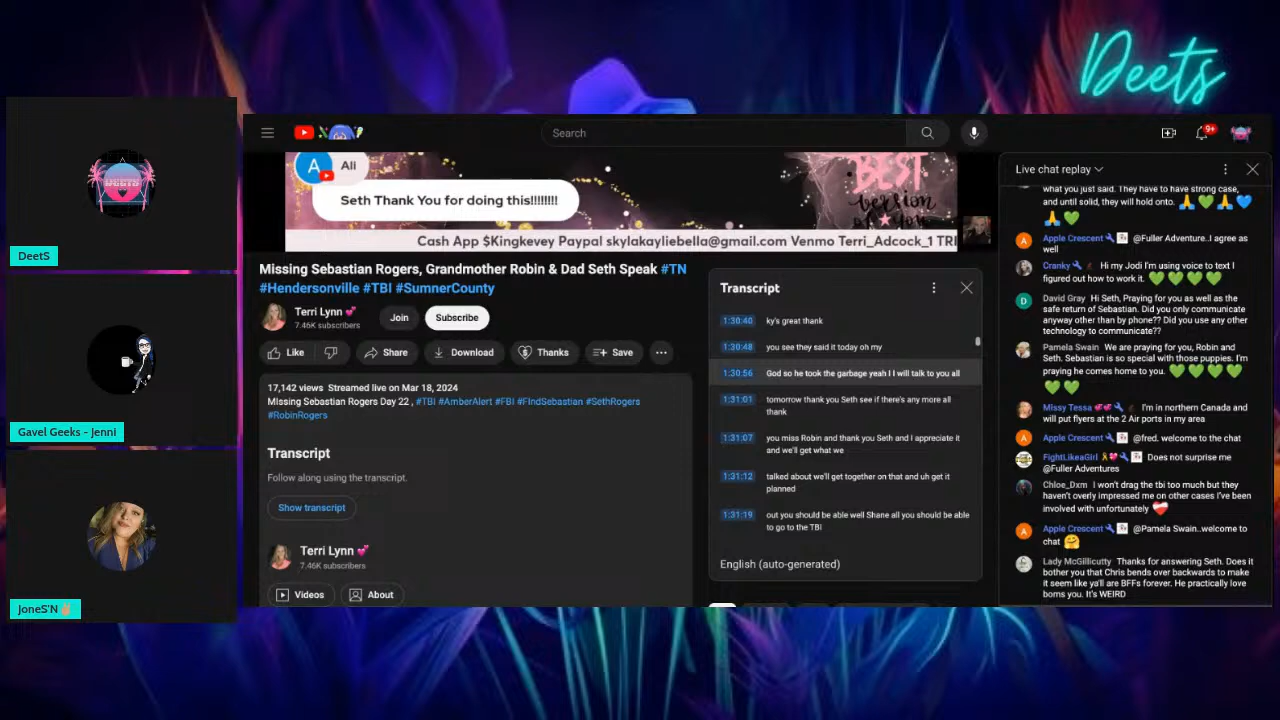 Deets
DEETS
DeetS
Gavel Geeks - Jenni
JoneS'N✌🏼
Search
9+
A
Ali
Seth Thank You for doing this!!!!!!!!
BEST
version
Cash App $Kingkevey Paypal skylakayliebella@gmail.com Venmo Terri_Adcock_1 TRI
Missing Sebastian Rogers, Grandmother Robin & Dad Seth Speak #TN
#Hendersonville #TBI #SumnerCounty
Terri Lynn 💕
7.46K subscribers
Join
Subscribe
Like
Share
Download
Thanks
Save
17,142 views Streamed live on Mar 18, 2024
Missing Sebastian Rogers Day 22 , #TBI #AmberAlert #FBI #FindSebastian #SethRogers
#RobinRogers
Transcript
Follow along using the transcript.
Show transcript
Terri Lynn 💕
7.46K subscribers
Videos
About
Transcript
1:30:40 ky's great thank
1:30:48 you see they said it today oh my
1:30:56 God so he took the garbage yeah I I will talk to you all
1:31:01 tomorrow thank you Seth see if there's any more all
thank
1:31:07 you miss Robin and thank you Seth and I appreciate it
and we'll get what we
1:31:12 talked about we'll get together on that and uh get it
planned
1:31:19 out you should be able well Shane all you should be able
to go to the TBI
English (auto-generated)
Live chat replay
what you just said. They have to have strong case,
and until solid, they will hold onto. 🙏💚🙏💙
🙏💚
A Apple Crescent @Fuller Adventure..I agree as
well
Cranky Hi my Jodi I'm using voice to text I
figured out how to work it. 💚💚💚💚
D David Gray Hi Seth, Praying for you as well as the
safe return of Sebastian. Did you only communicate
anyway other than by phone?? Did you use any other
technology to communicate??
Pamela Swain We are praying for you, Robin and
Seth. Sebastian is so special with those puppies. I'm
praying he comes home to you. 💚💚💚💚
💚💚
Missy Tessa 💞💞 I'm in northern Canada and
will put flyers at the 2 Air ports in my area
A Apple Crescent @fred. welcome to the chat
FightLikeaGirl Does not surprise me
@Fuller Adventures
Chloe_Dxm I won't drag the tbi too much but they
haven't overly impressed me on other cases I've been
involved with unfortunately ❤️‍🩹
A Apple Crescent @Pamela Swain..welcome to
chat 🤗
Lady McGillicutty Thanks for answering Seth. Does it
bother you that Chris bends over backwards to make
it seem like ya'll are BFFs forever. He practically love
boms you. It's WEIRD